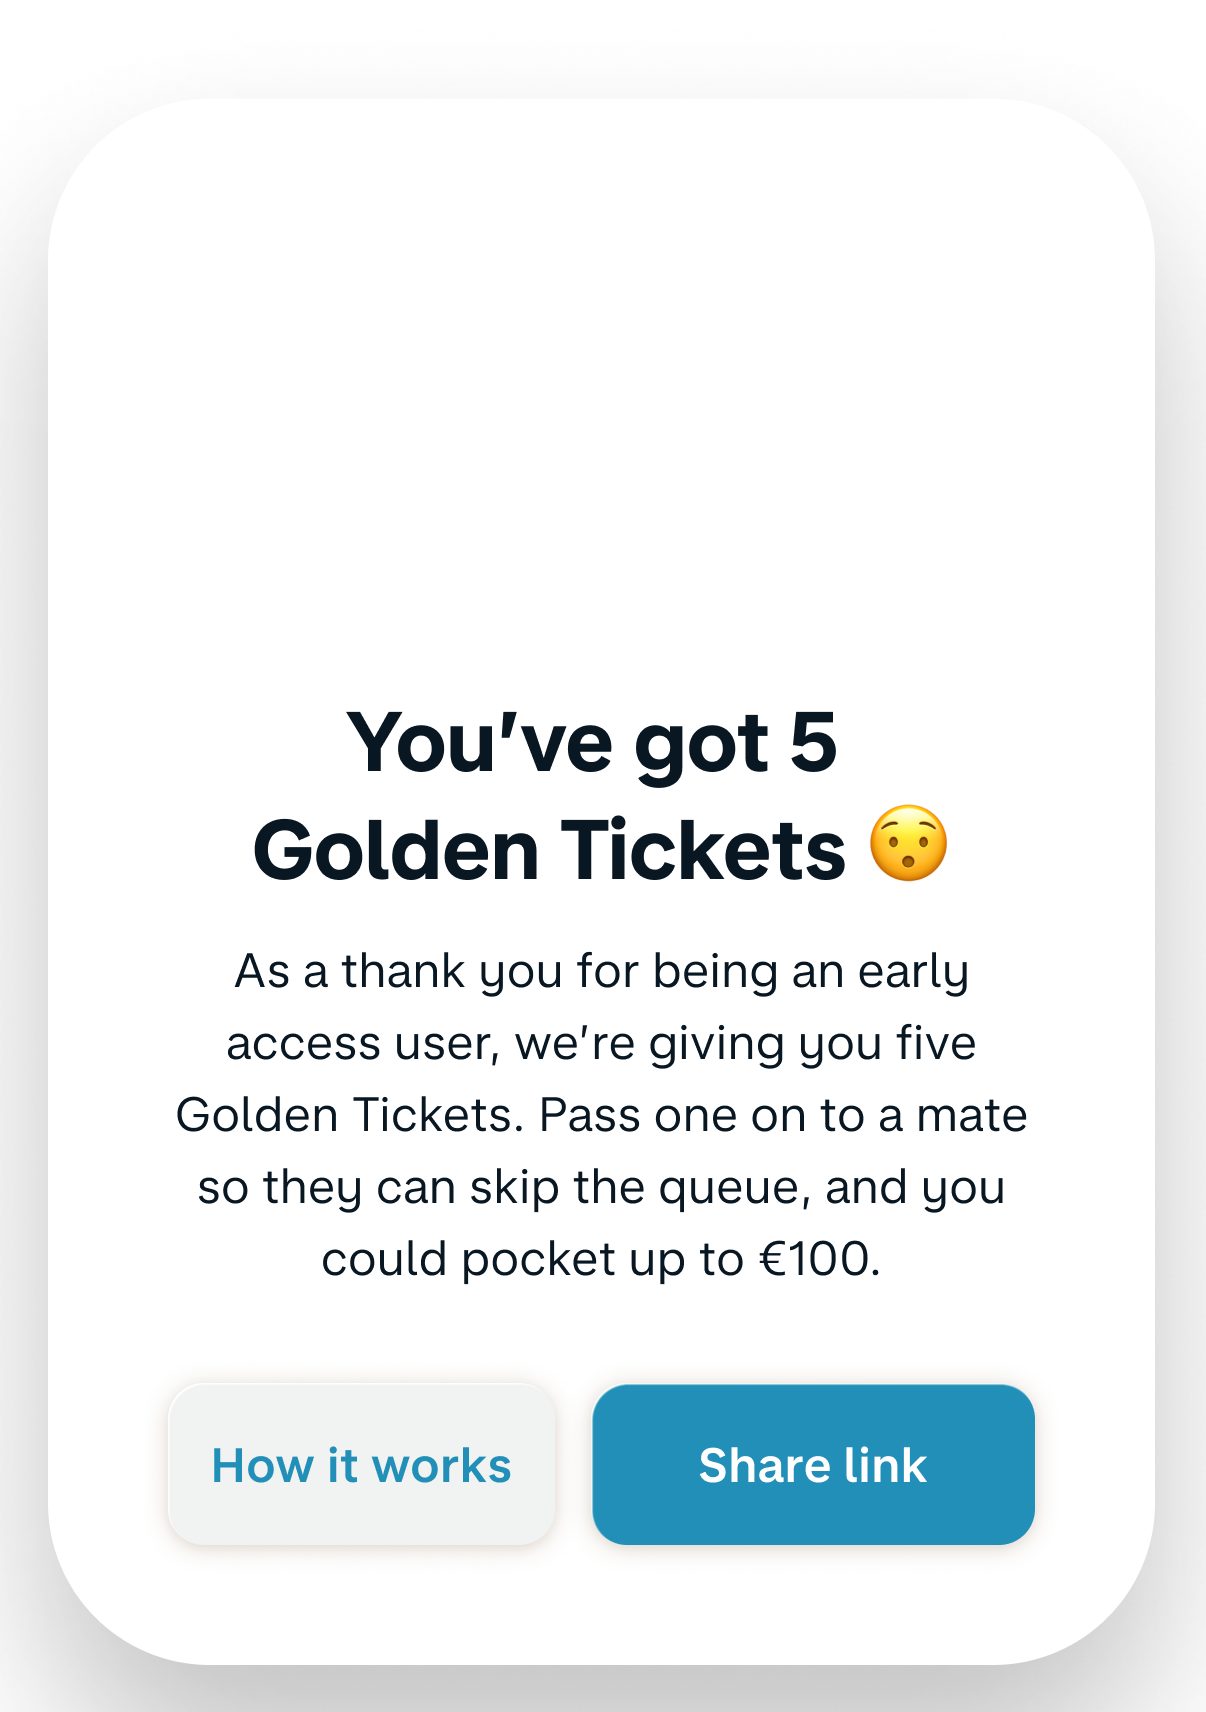 You've got 5
Golden Tickets 😯
As a thank you for being an early
access user, we're giving you five
Golden Tickets. Pass one on to a mate
so they can skip the queue, and you
could pocket up to €100.
How it works
Share link